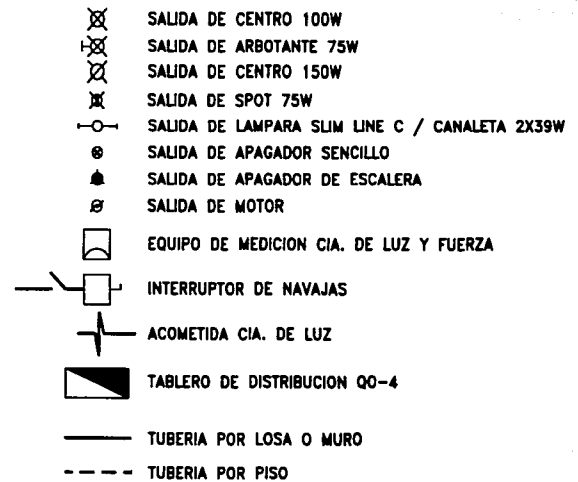 SALIDA DE CENTRO 100W
SALIDA DE ARBOTANTE 75W
SALIDA DE CENTRO 150W
SALIDA DE SPOT 75W
SALIDA DE LAMPARA SLIM LINE C / CANALETA 2X39W
SALIDA DE APAGADOR SENCILLO
SALIDA DE APAGADOR DE ESCALERA
SALIDA DE MOTOR
EQUIPO DE MEDICION CIA. DE LUZ Y FUERZA
INTERRUPTOR DE NAVAJAS
ACOMETIDA CIA. DE LUZ
TABLERO DE DISTRIBUCION QO-4
TUBERIA POR LOSA O MURO
TUBERIA POR PISO